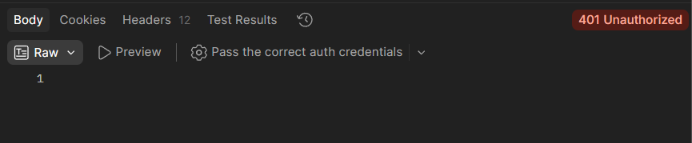 Body Cookies Headers 12 Test Results 401 Unauthorized
Raw Preview Pass the correct auth credentials
1